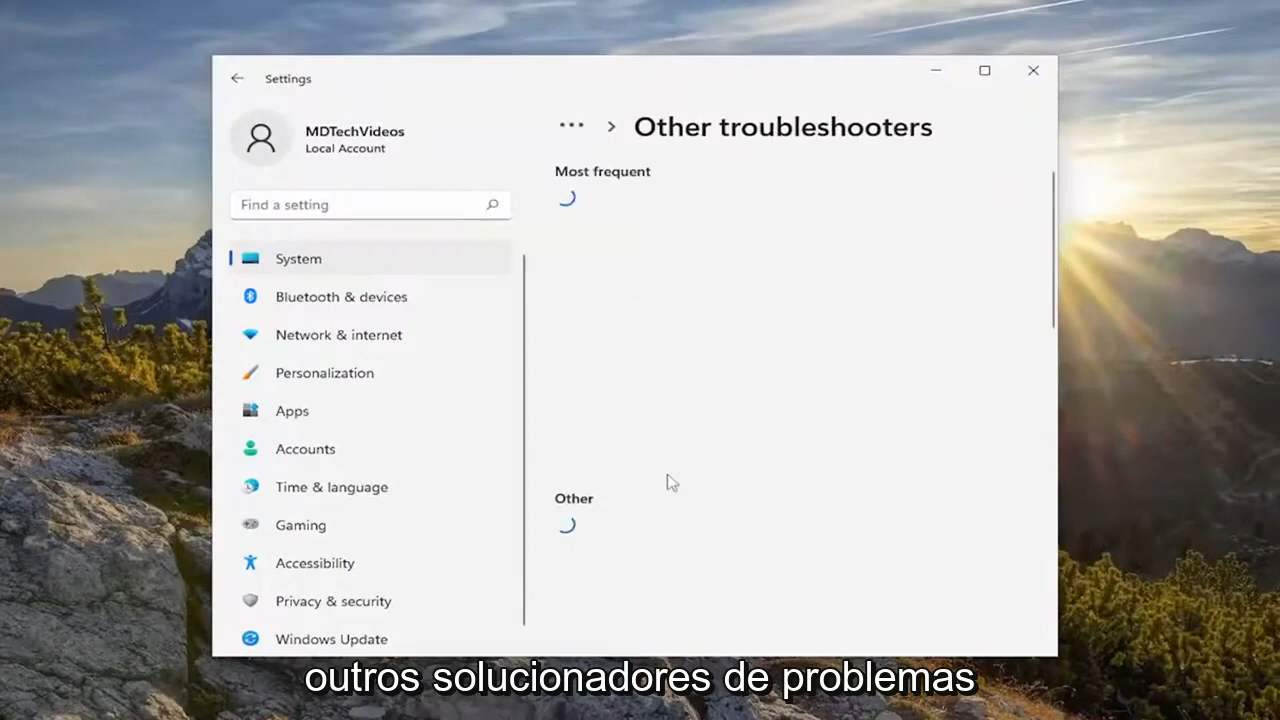 Settings
MDTechVideos
Local Account
Find a setting
System
Bluetooth & devices
Network & internet
Personalization
Apps
Accounts
Time & language
Gaming
Accessibility
Privacy & security
Windows Update
... > Other troubleshooters
Most frequent
Other
outros solucionadores de problemas